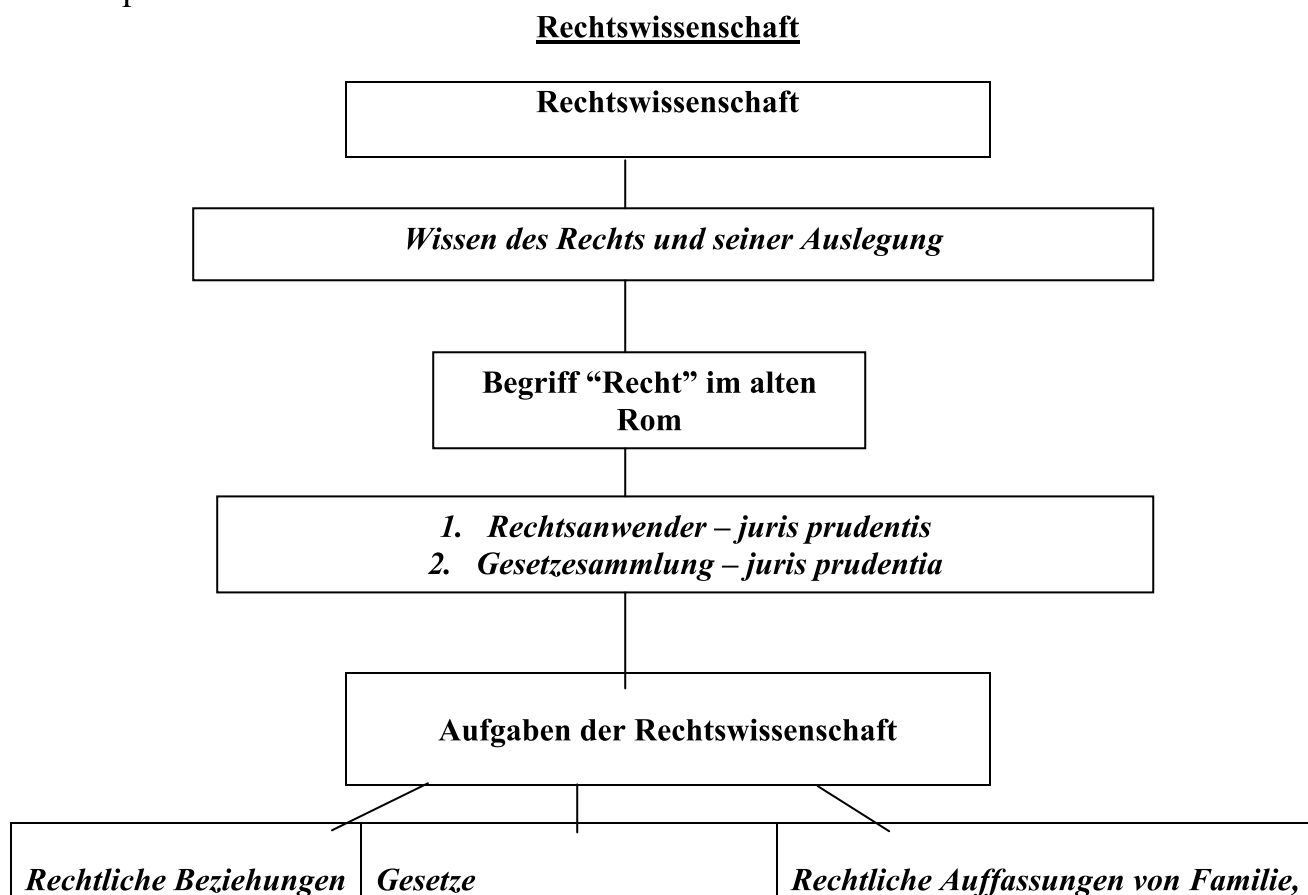 Rechtswissenschaft
Rechtswissenschaft
Wissen des Rechts und seiner Auslegung
Begriff “Recht” im alten
Rom
1. Rechtsanwender – juris prudentis
2. Gesetzesammlung – juris prudentia
Aufgaben der Rechtswissenschaft
Rechtliche Beziehungen
Gesetze
Rechtliche Auffassungen von Familie,